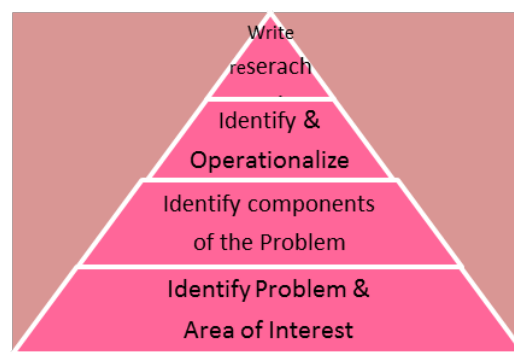 Write
reserach
Identify &
Operationalize
Identify components
of the Problem
Identify Problem &
Area of Interest